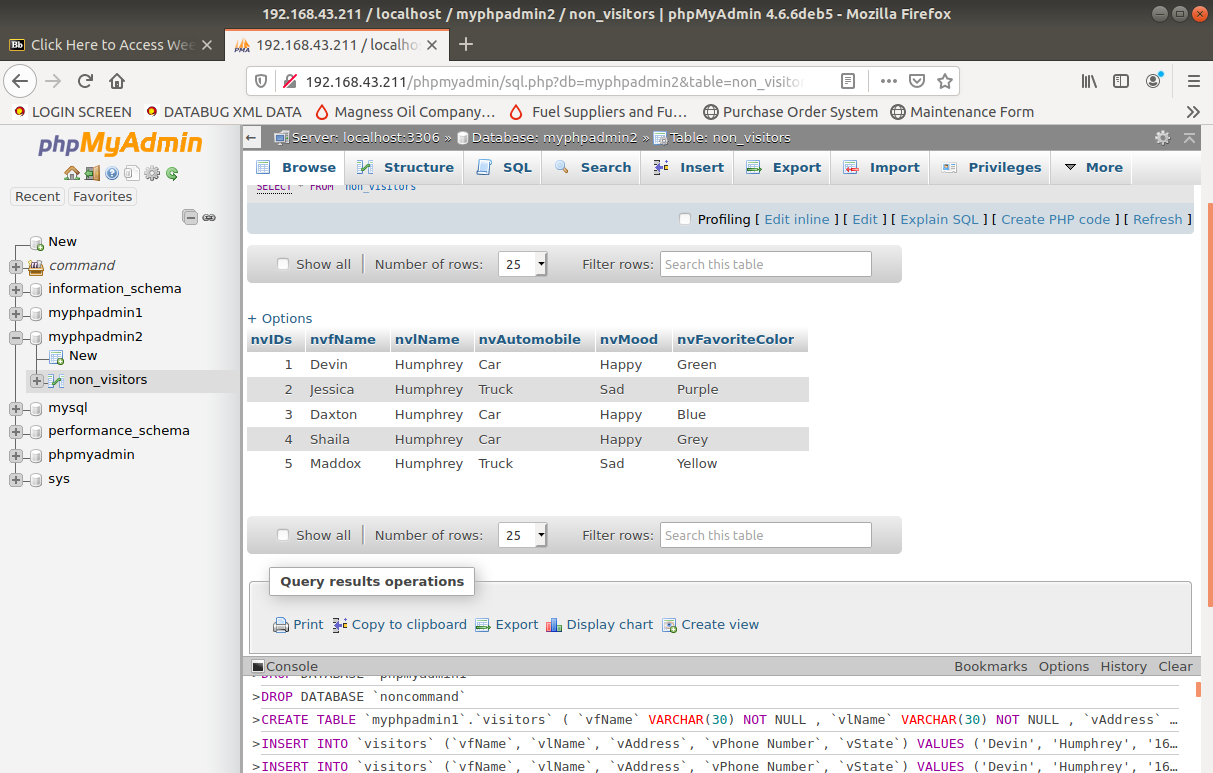 192.168.43.211 / localhost / myphpadmin2 / non_visitors | phpMyAdmin 4.6.6deb5 - Mozilla Firefox
Bb Click Here to Access Wee
PMA 192.168.43.211 / localho
192.168.43.211/phpmyadmin/sql.php?db=myphpadmin2&table=non_visitor
LOGIN SCREEN DATABUG XML DATA Magness Oil Company… Fuel Suppliers and Fu… Purchase Order System Maintenance Form
phpMyAdmin
Recent Favorites
New
command
information_schema
myphpadmin1
myphpadmin2
New
non_visitors
mysql
performance_schema
phpmyadmin
sys
Server: localhost:3306 » Database: myphpadmin2 » Table: non_visitors
Browse Structure SQL Search Insert Export Import Privileges More
SELECT * FROM `non_visitors`
Profiling [ Edit inline ] [ Edit ] [ Explain SQL ] [ Create PHP code ] [ Refresh ]
Show all Number of rows: 25 Filter rows: Search this table
+ Options
nvIDs nvfName nvlName nvAutomobile nvMood nvFavoriteColor
1 Devin Humphrey Car Happy Green
2 Jessica Humphrey Truck Sad Purple
3 Daxton Humphrey Car Happy Blue
4 Shaila Humphrey Car Happy Grey
5 Maddox Humphrey Truck Sad Yellow
Show all Number of rows: 25 Filter rows: Search this table
Query results operations
Print Copy to clipboard Export Display chart Create view
Console Bookmarks Options History Clear
>DROP DATABASE `phpmyadmin1`
>DROP DATABASE `noncommand`
>CREATE TABLE `myphpadmin1`.`visitors` ( `vfName` VARCHAR(30) NOT NULL , `vlName` VARCHAR(30) NOT NULL , `vAddress` …
>INSERT INTO `visitors` (`vfName`, `vlName`, `vAddress`, `vPhone Number`, `vState`) VALUES ('Devin', 'Humphrey', '16…
>INSERT INTO `visitors` (`vfName`, `vlName`, `vAddress`, `vPhone Number`, `vState`) VALUES ('Devin', 'Humphrey', '16…